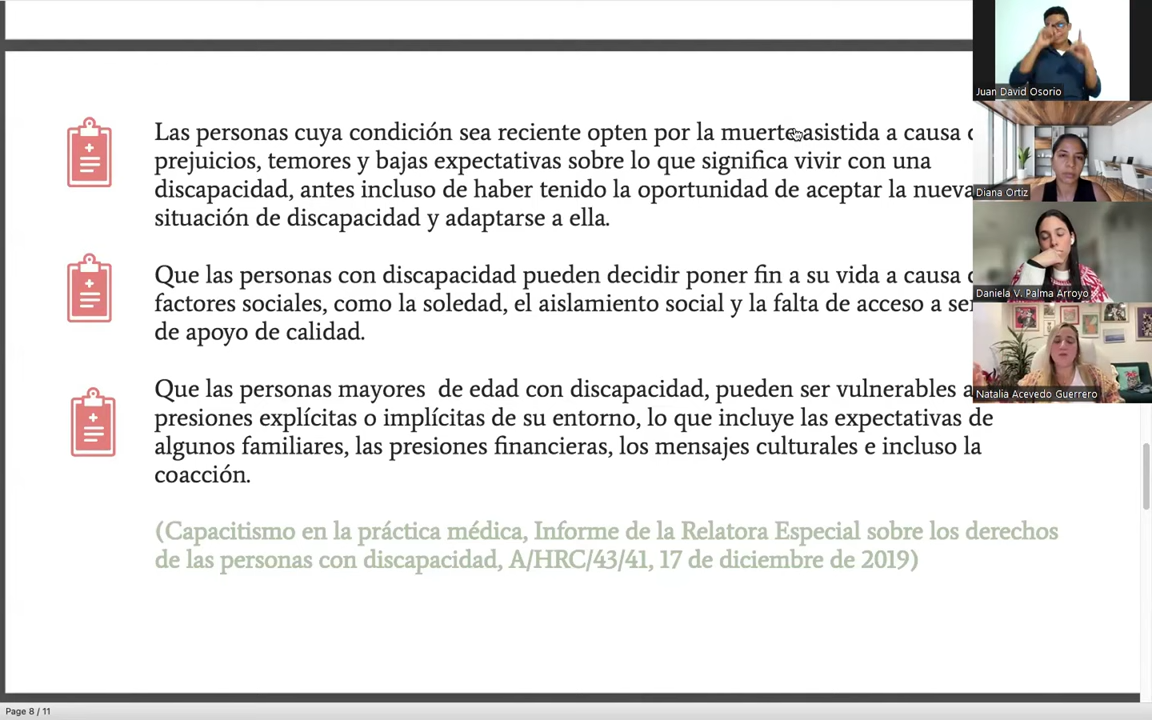 Las personas cuya condición sea reciente opten por la muerte asistida a causa
prejuicios, temores y bajas expectativas sobre lo que significa vivir con una
discapacidad, antes incluso de haber tenido la oportunidad de aceptar la nueva
situación de discapacidad y adaptarse a ella.
Que las personas con discapacidad pueden decidir poner fin a su vida a causa
factores sociales, como la soledad, el aislamiento social y la falta de acceso a
de apoyo de calidad.
Que las personas mayores de edad con discapacidad, pueden ser vulnerables a
presiones explícitas o implícitas de su entorno, lo que incluye las expectativas de
algunos familiares, las presiones financieras, los mensajes culturales e incluso la
coacción.
(Capacitismo en la práctica médica, Informe de la Relatora Especial sobre los derechos
de las personas con discapacidad, A/HRC/43/41, 17 de diciembre de 2019)
Juan David Osorio
Diana Ortiz
Daniela V. Palma Arroyo
Natalia Acevedo Guerrero
Page 8 / 11